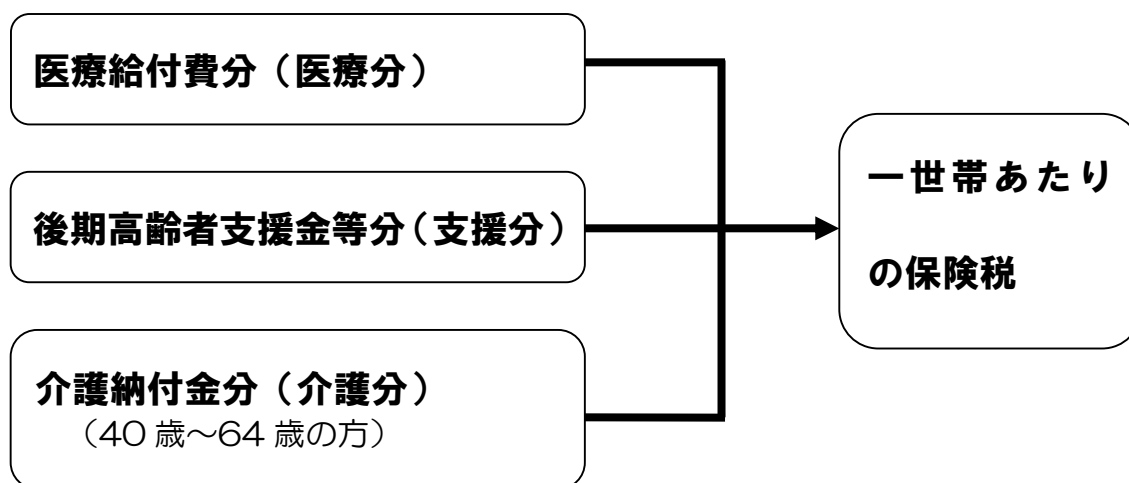 医療給付費分（医療分）
後期高齢者支援金等分（支援分）
介護納付金分（介護分）
（40 歳～64 歳の方）
一世帯あたり
の保険税